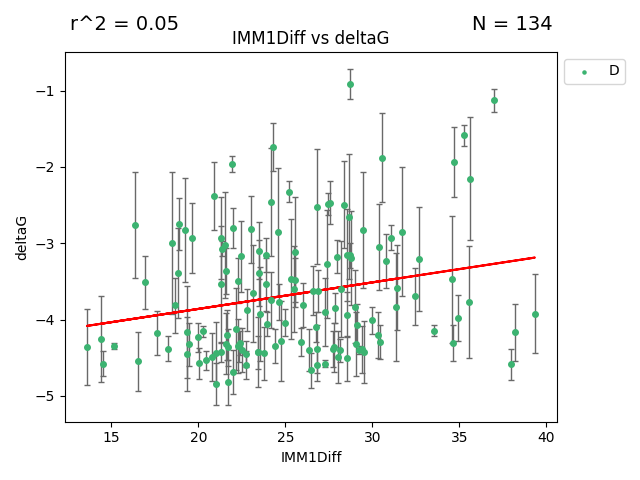 r^2 = 0.05
N = 134
IMM1Diff vs deltaG
D
deltaG
−1
−2
−3
−4
−5
15 20 25 30 35 40
IMM1Diff